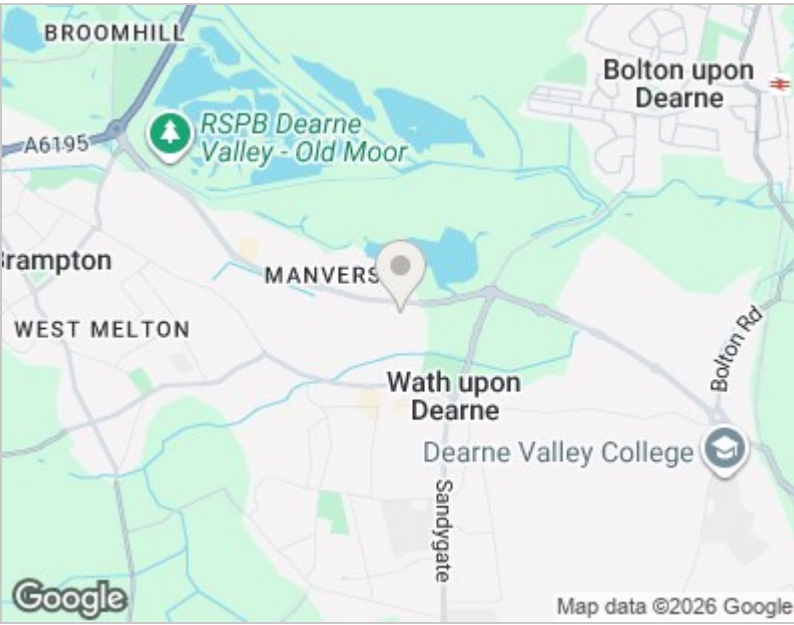 BROOMHILL
Bolton upon
Dearne
RSPB Dearne
Valley - Old Moor
A6195
Brampton
MANVERS
WEST MELTON
Bolton Rd
Wath upon
Dearne
Dearne Valley College
Sandygate
Google
Map data ©2026 Google